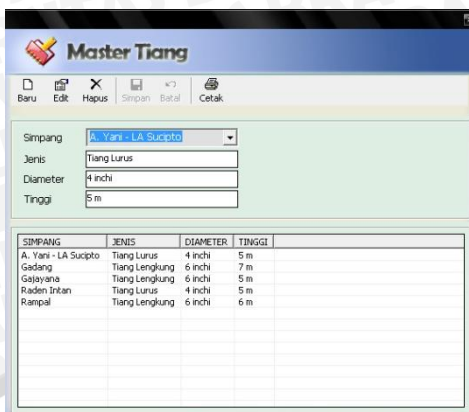 Master Tiang
Baru Edit Hapus Simpan Batal Cetak
Simpang A. Yani - LA Sucipto
Jenis Tiang Lurus
Diameter 4 inchi
Tinggi 5 m
SIMPANG JENIS DIAMETER TINGGI
A. Yani - LA Sucipto Tiang Lurus 4 inchi 5 m
Gadang Tiang Lengkung 6 inchi 7 m
Gajayana Tiang Lengkung 6 inchi 5 m
Raden Intan Tiang Lurus 4 inchi 5 m
Rampal Tiang Lengkung 6 inchi 6 m